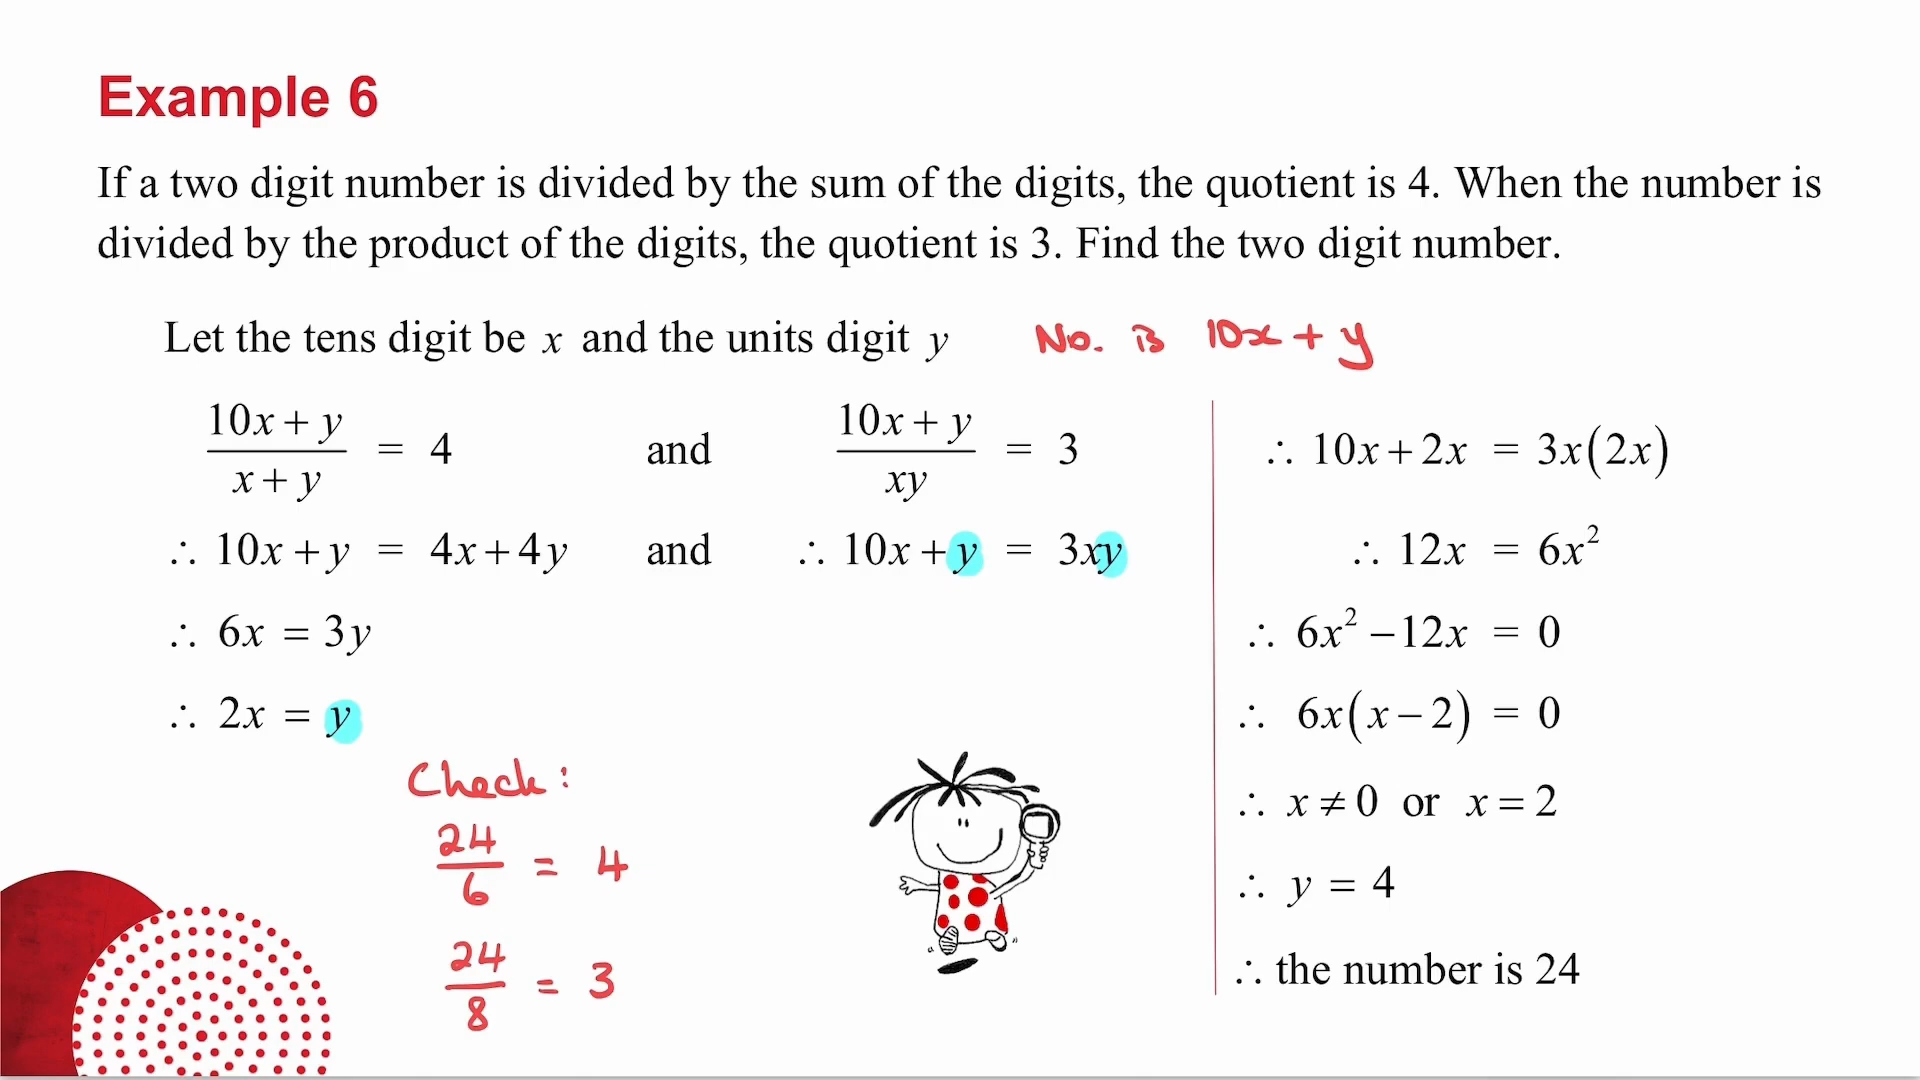 Example 6
If a two digit number is divided by the sum of the digits, the quotient is 4. When the number is
divided by the product of the digits, the quotient is 3. Find the two digit number.
Let the tens digit be x and the units digit y No. is 10x + y
(10x + y)/(x + y) = 4 and (10x + y)/(xy) = 3
∴ 10x + y = 4x + 4y and ∴ 10x + y = 3xy
∴ 6x = 3y
∴ 2x = y
Check:
24/6 = 4
24/8 = 3
∴ 10x + 2x = 3x(2x)
∴ 12x = 6x²
∴ 6x² − 12x = 0
∴ 6x(x − 2) = 0
∴ x ≠ 0 or x = 2
∴ y = 4
∴ the number is 24